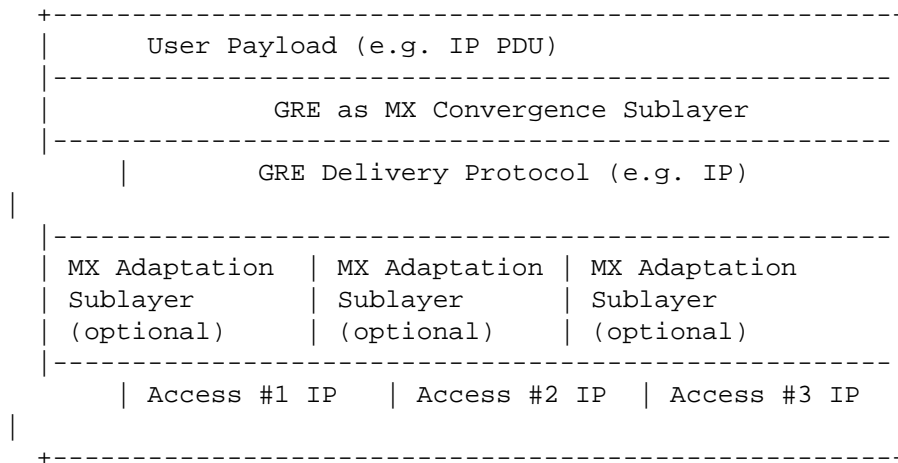 +-----------------------------------------------------
|      User Payload (e.g. IP PDU)
|-----------------------------------------------------
|              GRE as MX Convergence Sublayer
|-----------------------------------------------------
     |        GRE Delivery Protocol (e.g. IP)
|
|-----------------------------------------------------
| MX Adaptation  | MX Adaptation | MX Adaptation
| Sublayer       | Sublayer      | Sublayer
| (optional)     | (optional)    | (optional)
|-----------------------------------------------------
     | Access #1 IP   | Access #2 IP  | Access #3 IP
|
+-----------------------------------------------------